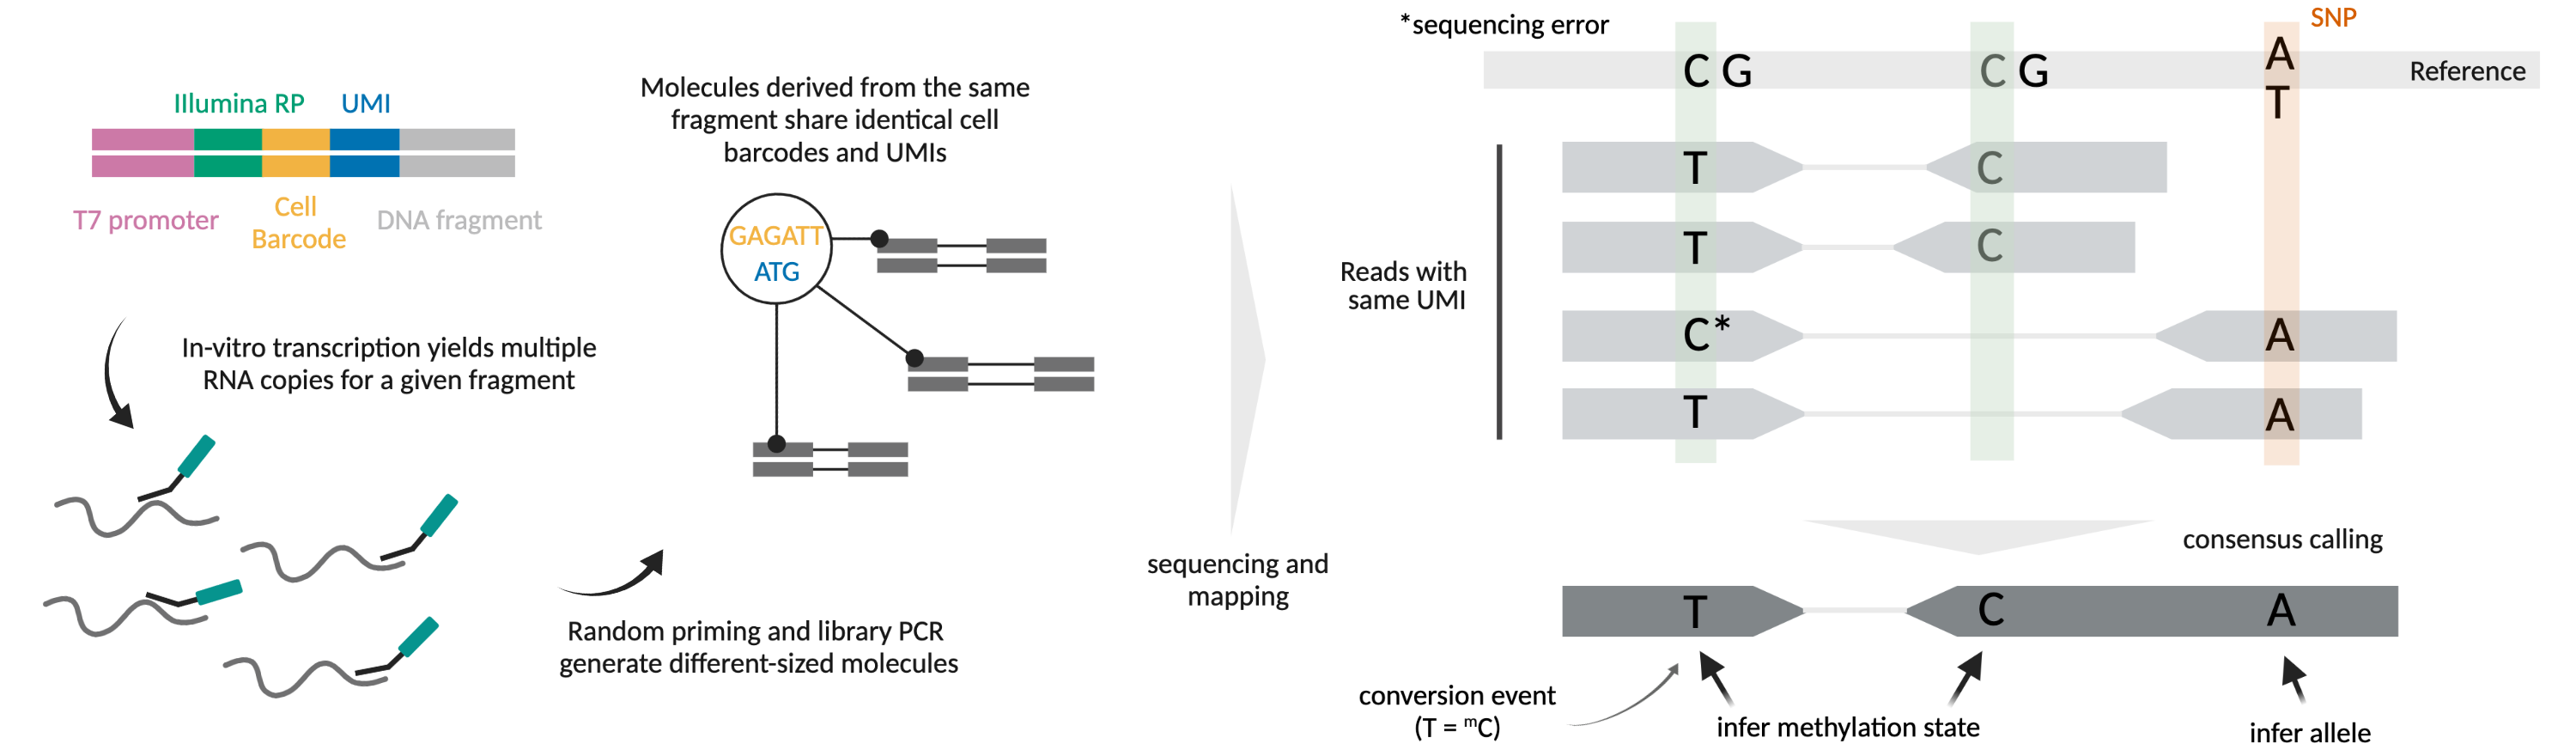 Illumina RP
UMI
T7 promoter
Cell
Barcode
DNA fragment
In-vitro transcription yields multiple
RNA copies for a given fragment
Random priming and library PCR
generate different-sized molecules
Molecules derived from the same
fragment share identical cell
barcodes and UMIs
GAGATT
ATG
sequencing and
mapping
*sequencing error
SNP
C G
C G
A
T
Reference
Reads with
same UMI
T
C
T
C
C*
A
T
A
consensus calling
T
C
A
conversion event
(T = ᵐC)
infer methylation state
infer allele